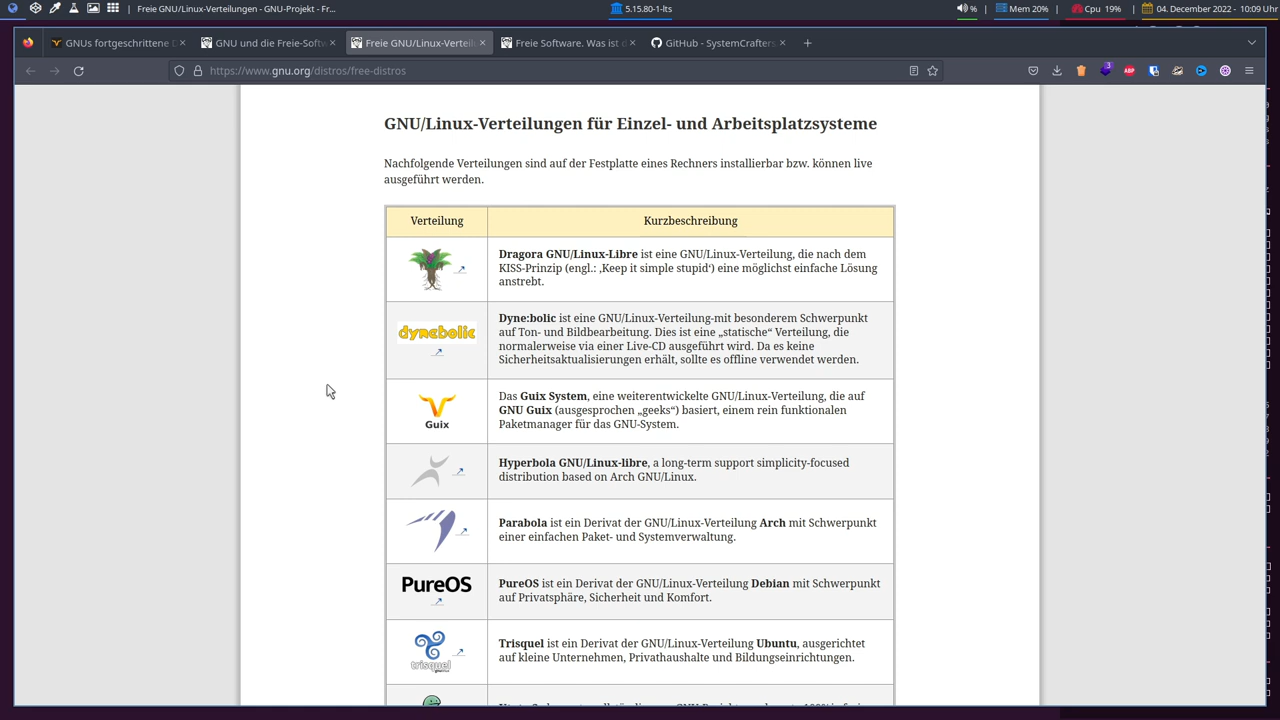 Freie GNU/Linux-Verteilungen - GNU-Projekt - Fr...
5.15.80-1-lts
%
Mem 20%
Cpu 19%
04. December 2022 - 10:09 Uhr
GNUs fortgeschrittene D
GNU und die Freie-Softw
Freie GNU/Linux-Verteilu
Freie Software. Was ist d
GitHub - SystemCrafters
https://www.gnu.org/distros/free-distros
3
ABP
GNU/Linux-Verteilungen für Einzel- und Arbeitsplatzsysteme
Nachfolgende Verteilungen sind auf der Festplatte eines Rechners installierbar bzw. können live
ausgeführt werden.
Verteilung
Kurzbeschreibung
Dragora GNU/Linux-Libre ist eine GNU/Linux-Verteilung, die nach dem
KISS-Prinzip (engl.: ‚Keep it simple stupid‘) eine möglichst einfache Lösung
anstrebt.
dynebolic
Dyne:bolic ist eine GNU/Linux-Verteilung-mit besonderem Schwerpunkt
auf Ton- und Bildbearbeitung. Dies ist eine „statische“ Verteilung, die
normalerweise via einer Live-CD ausgeführt wird. Da es keine
Sicherheitsaktualisierungen erhält, sollte es offline verwendet werden.
Guix
Das Guix System, eine weiterentwickelte GNU/Linux-Verteilung, die auf
GNU Guix (ausgesprochen „geeks“) basiert, einem rein funktionalen
Paketmanager für das GNU-System.
Hyperbola GNU/Linux-libre, a long-term support simplicity-focused
distribution based on Arch GNU/Linux.
Parabola ist ein Derivat der GNU/Linux-Verteilung Arch mit Schwerpunkt
einer einfachen Paket- und Systemverwaltung.
PureOS
PureOS ist ein Derivat der GNU/Linux-Verteilung Debian mit Schwerpunkt
auf Privatsphäre, Sicherheit und Komfort.
trisquel
Trisquel ist ein Derivat der GNU/Linux-Verteilung Ubuntu, ausgerichtet
auf kleine Unternehmen, Privathaushalte und Bildungseinrichtungen.